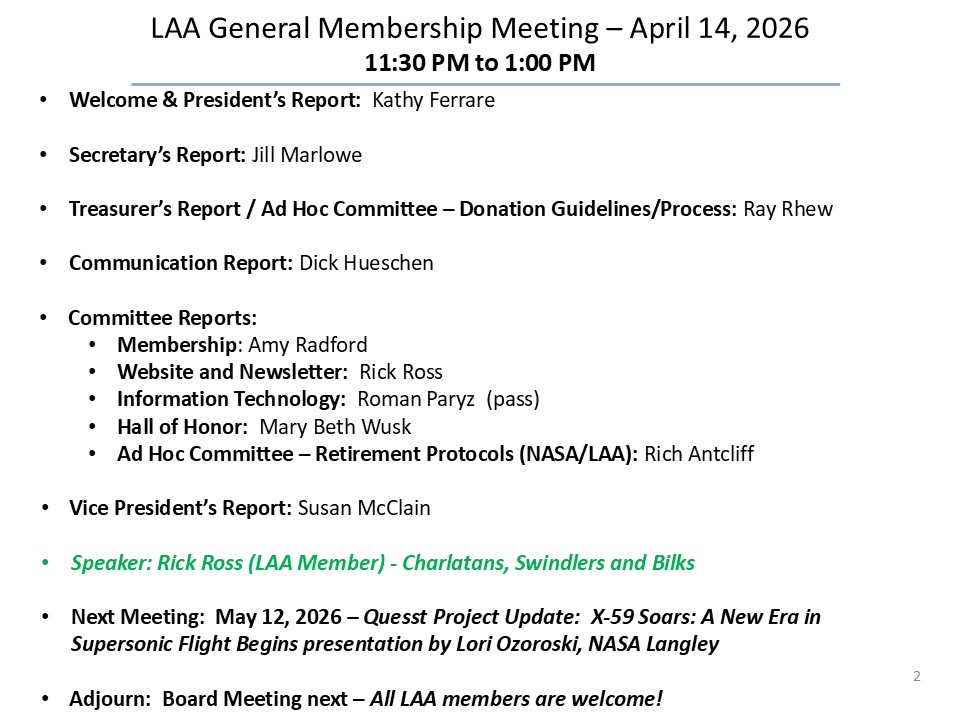 LAA General Membership Meeting – April 14, 2026
11:30 PM to 1:00 PM
• Welcome & President’s Report:  Kathy Ferrare
• Secretary’s Report: Jill Marlowe
• Treasurer’s Report / Ad Hoc Committee – Donation Guidelines/Process: Ray Rhew
• Communication Report: Dick Hueschen
• Committee Reports:
• Membership: Amy Radford
• Website and Newsletter:  Rick Ross
• Information Technology:  Roman Paryz  (pass)
• Hall of Honor:  Mary Beth Wusk
• Ad Hoc Committee – Retirement Protocols (NASA/LAA): Rich Antcliff
• Vice President’s Report: Susan McClain
• Speaker: Rick Ross (LAA Member) - Charlatans, Swindlers and Bilks
• Next Meeting:  May 12, 2026 – Quesst Project Update:  X-59 Soars: A New Era in
Supersonic Flight Begins presentation by Lori Ozoroski, NASA Langley
2
• Adjourn:  Board Meeting next – All LAA members are welcome!